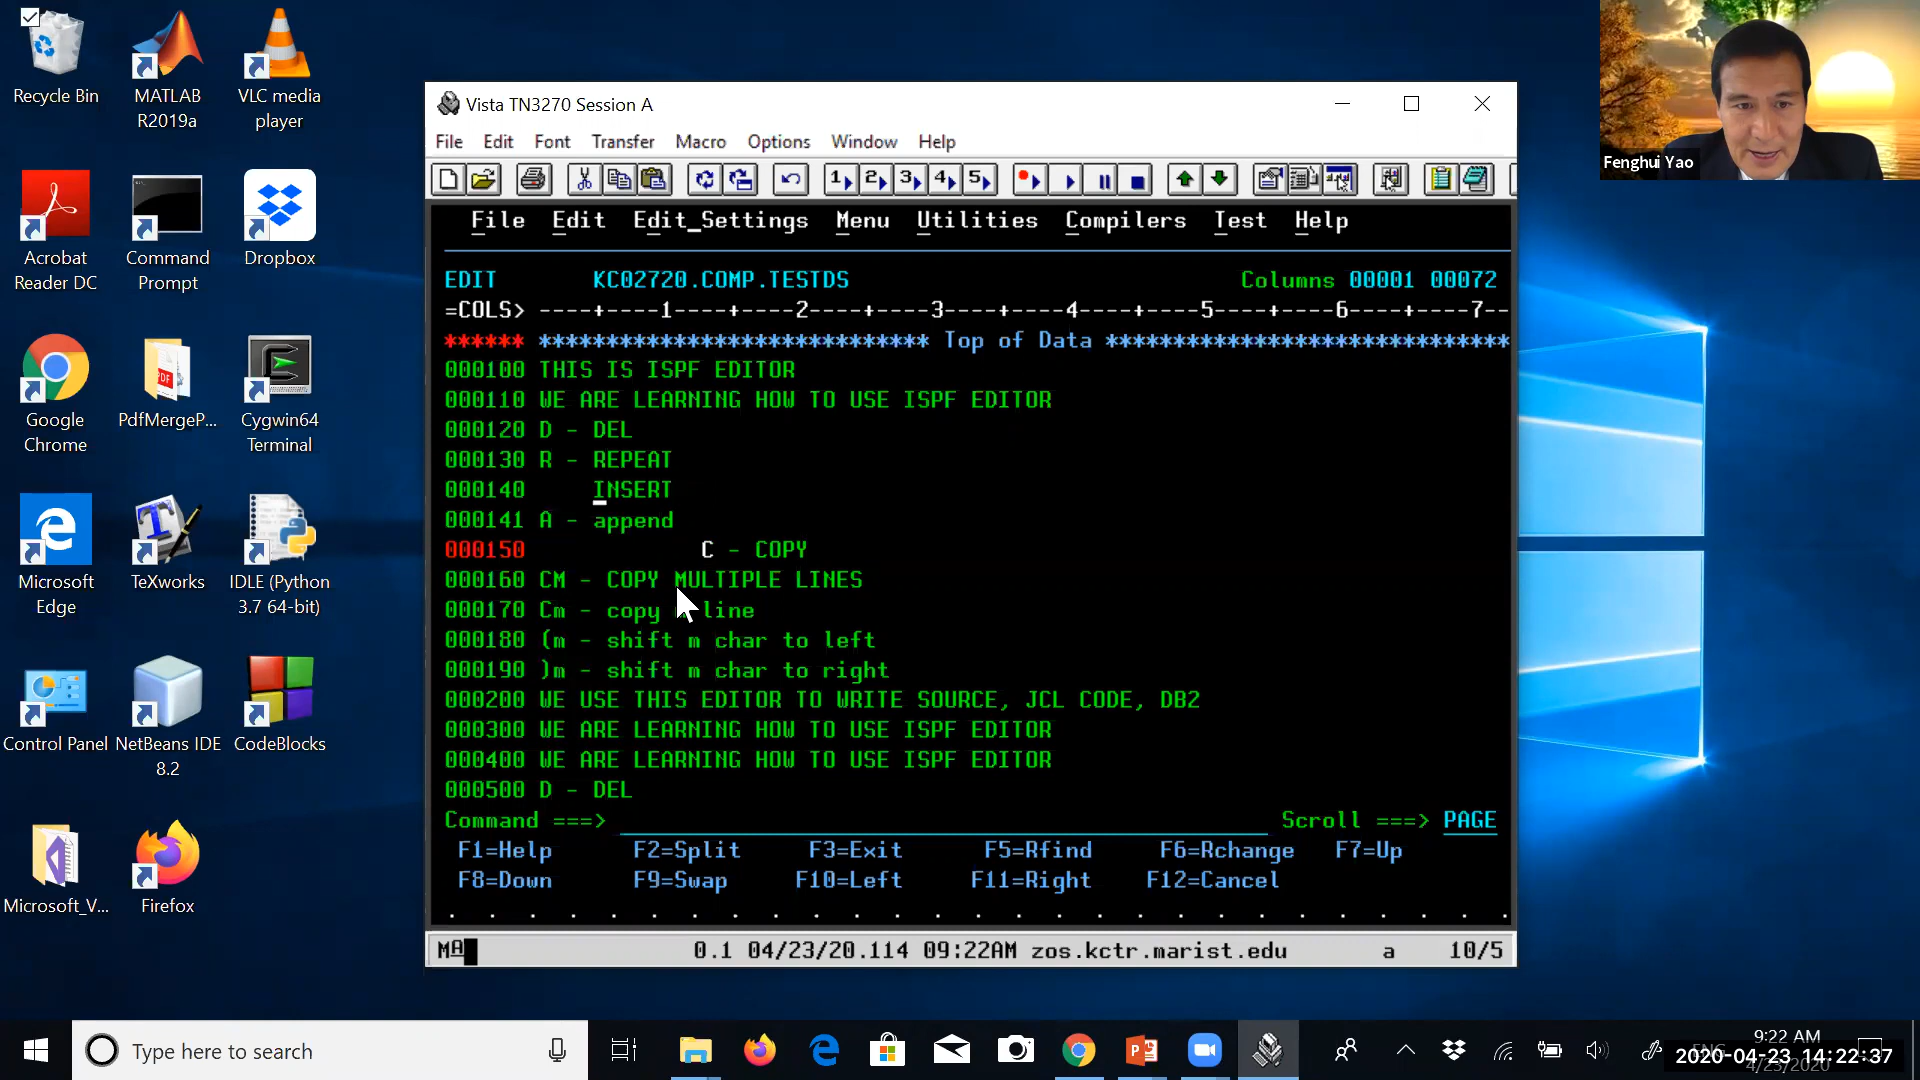 Recycle Bin
MATLAB R2019a
VLC media player
Acrobat Reader DC
Command Prompt
Dropbox
Google Chrome
PdfMergeP...
Cygwin64 Terminal
Microsoft Edge
TeXworks
IDLE (Python 3.7 64-bit)
Control Panel
NetBeans IDE 8.2
CodeBlocks
Microsoft_V...
Firefox
Vista TN3270 Session A
File Edit Font Transfer Macro Options Window Help
1 2 3 4 5
File Edit Edit_Settings Menu Utilities Compilers Test Help
EDIT KC02720.COMP.TESTDS Columns 00001 00072
=COLS> ----+----1----+----2----+----3----+----4----+----5----+----6----+----7--
****** ***************************** Top of Data ******************************
000100 THIS IS ISPF EDITOR
000110 WE ARE LEARNING HOW TO USE ISPF EDITOR
000120 D - DEL
000130 R - REPEAT
000140 INSERT
000141 A - append
000150 C - COPY
000160 CM - COPY MULTIPLE LINES
000170 Cm - copy line
000180 (m - shift m char to left
000190 )m - shift m char to right
000200 WE USE THIS EDITOR TO WRITE SOURCE, JCL CODE, DB2
000300 WE ARE LEARNING HOW TO USE ISPF EDITOR
000400 WE ARE LEARNING HOW TO USE ISPF EDITOR
000500 D - DEL
Command ===> Scroll ===> PAGE
F1=Help F2=Split F3=Exit F5=Rfind F6=Rchange F7=Up
F8=Down F9=Swap F10=Left F11=Right F12=Cancel
. . . . . . . . . . . . . . . . . . . . . . . . . . .
MA 0.1 04/23/20.114 09:22AM zos.kctr.marist.edu a 10/5
Fenghui Yao
Type here to search
9:22 AM
2020-04-23 14:22:37
4/23/2020